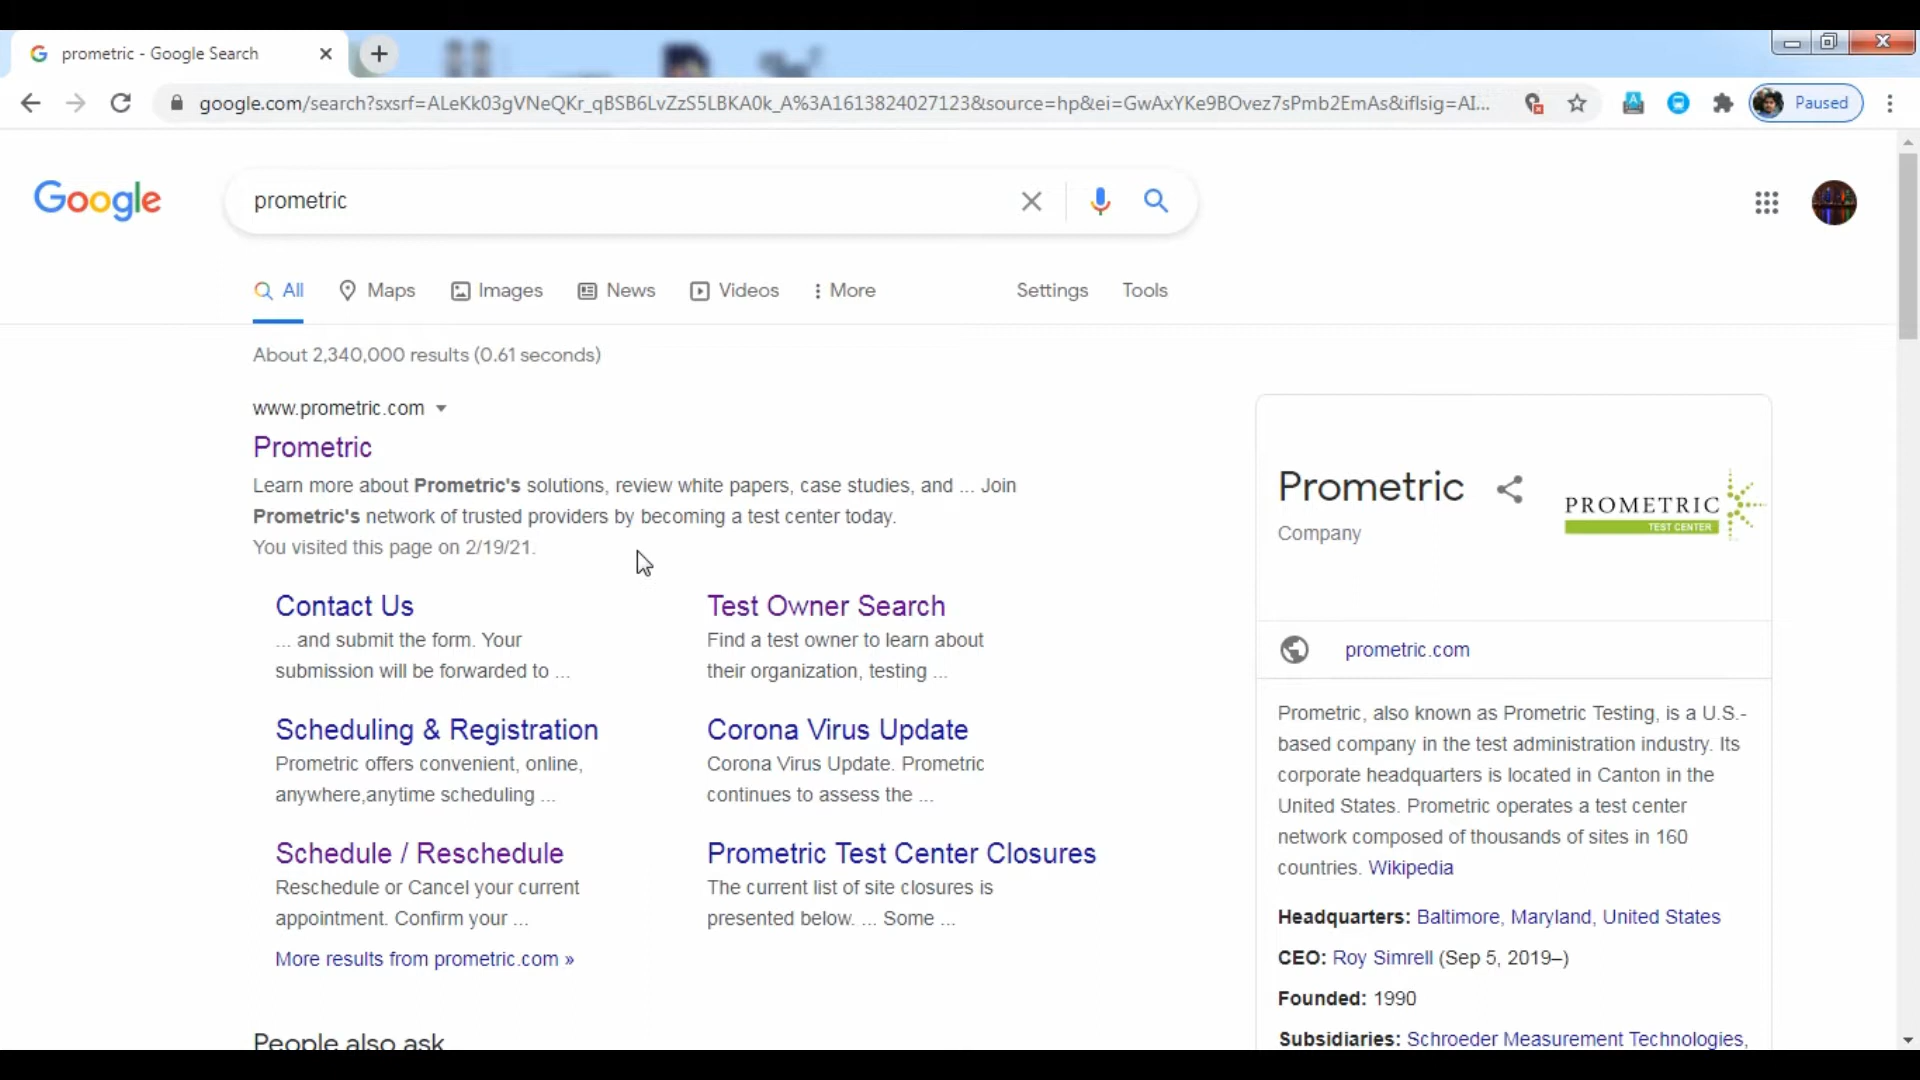 prometric - Google Search
google.com/search?sxsrf=ALeKk03gVNeQKr_qBSB6LvZzS5LBKA0k_A%3A1613824027123&source=hp&ei=GwAxYKe9BOvez7sPmb2EmAs&iflsig=AI...
Paused
Google
prometric
All
Maps
Images
News
Videos
More
Settings
Tools
About 2,340,000 results (0.61 seconds)
www.prometric.com
Prometric
Learn more about Prometric's solutions, review white papers, case studies, and ... Join
Prometric's network of trusted providers by becoming a test center today.
You visited this page on 2/19/21.
Contact Us
... and submit the form. Your
submission will be forwarded to ...
Test Owner Search
Find a test owner to learn about
their organization, testing ...
Scheduling & Registration
Prometric offers convenient, online,
anywhere,anytime scheduling ...
Corona Virus Update
Corona Virus Update. Prometric
continues to assess the ...
Schedule / Reschedule
Reschedule or Cancel your current
appointment. Confirm your ...
Prometric Test Center Closures
The current list of site closures is
presented below. ... Some ...
More results from prometric.com »
People also ask
Prometric
Company
PROMETRIC
TEST CENTER
prometric.com
Prometric, also known as Prometric Testing, is a U.S.-
based company in the test administration industry. Its
corporate headquarters is located in Canton in the
United States. Prometric operates a test center
network composed of thousands of sites in 160
countries. Wikipedia
Headquarters: Baltimore, Maryland, United States
CEO: Roy Simrell (Sep 5, 2019–)
Founded: 1990
Subsidiaries: Schroeder Measurement Technologies,